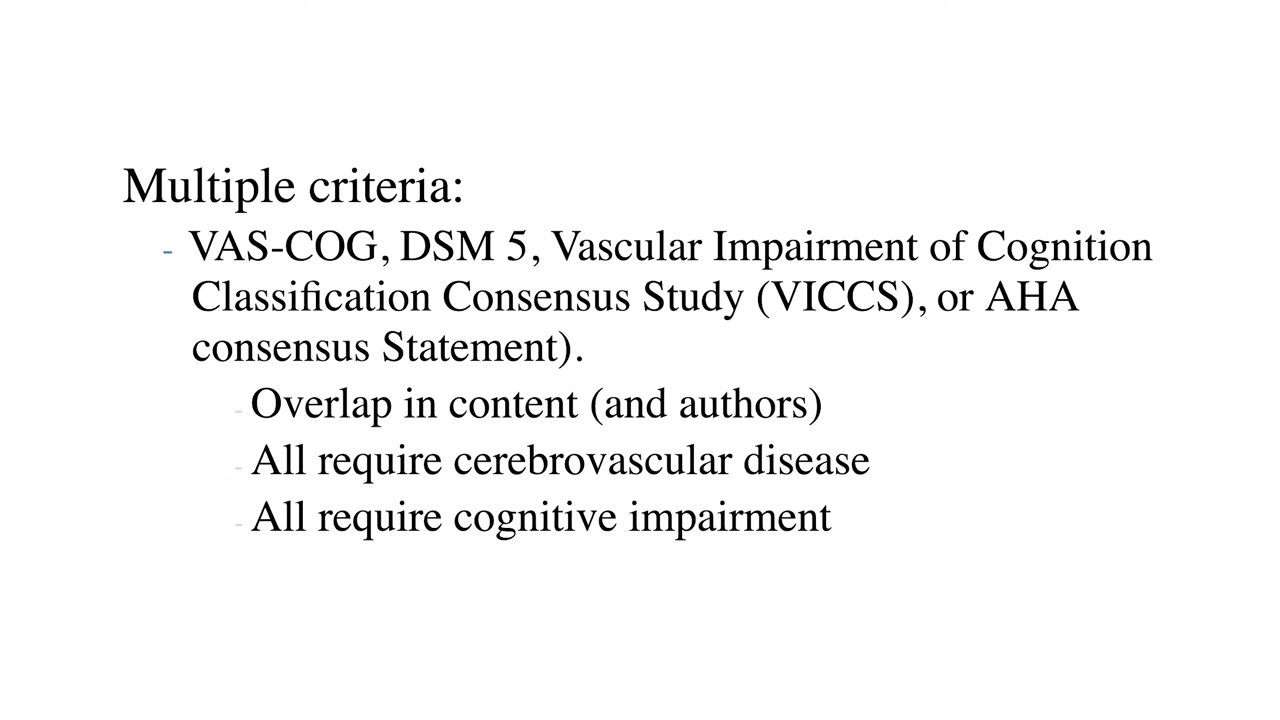 Multiple criteria:
- VAS-COG, DSM 5, Vascular Impairment of Cognition
Classification Consensus Study (VICCS), or AHA
consensus Statement).
- Overlap in content (and authors)
- All require cerebrovascular disease
- All require cognitive impairment